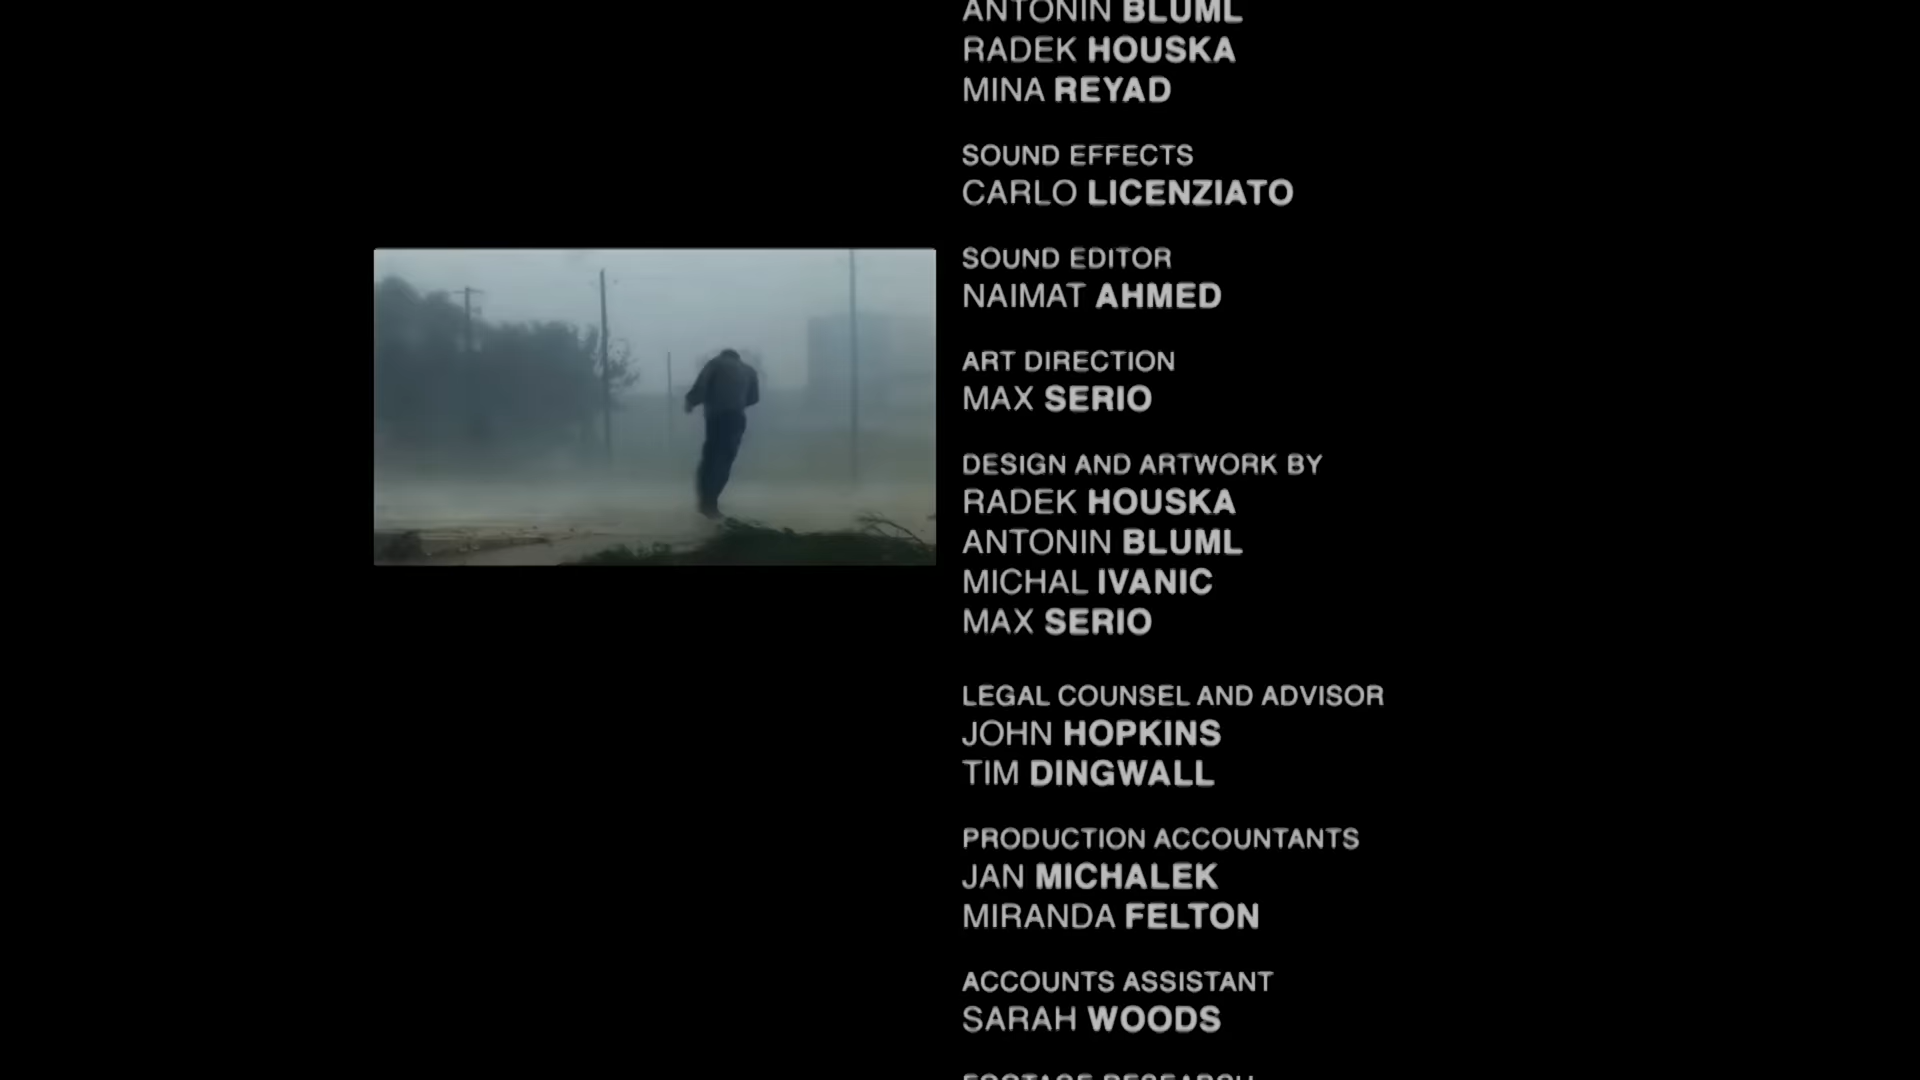 ANTONIN BLUML
RADEK HOUSKA
MINA REYAD
SOUND EFFECTS
CARLO LICENZIATO
SOUND EDITOR
NAIMAT AHMED
ART DIRECTION
MAX SERIO
DESIGN AND ARTWORK BY
RADEK HOUSKA
ANTONIN BLUML
MICHAL IVANIC
MAX SERIO
LEGAL COUNSEL AND ADVISOR
JOHN HOPKINS
TIM DINGWALL
PRODUCTION ACCOUNTANTS
JAN MICHALEK
MIRANDA FELTON
ACCOUNTS ASSISTANT
SARAH WOODS
FOOTAGE RESEARCH